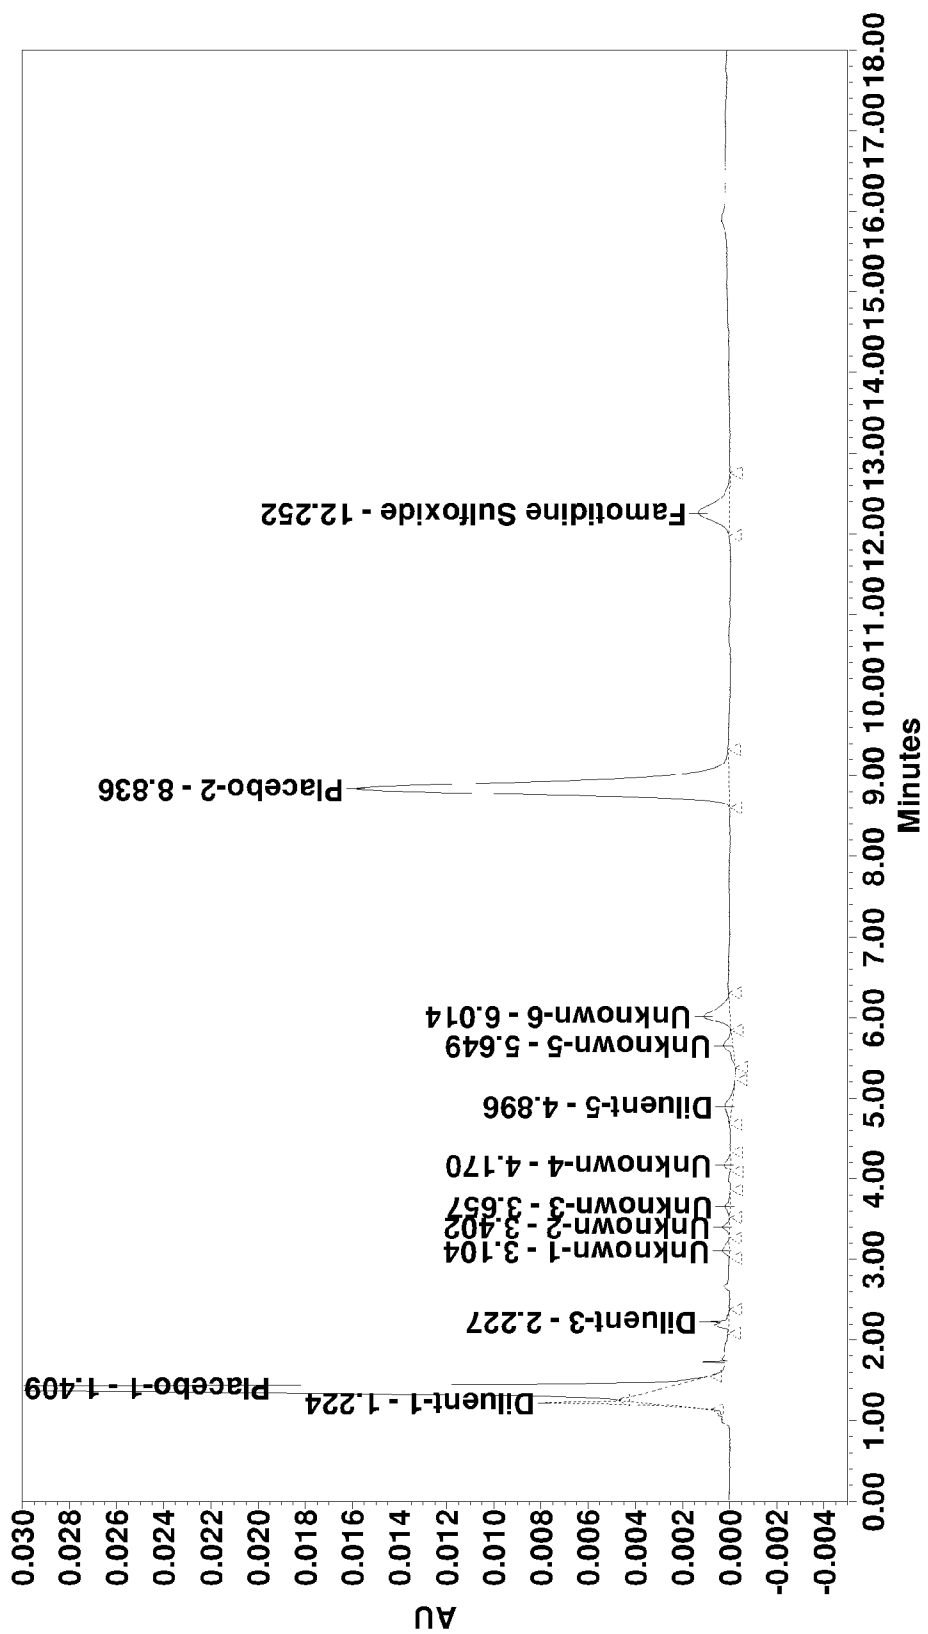 AU
0.030
0.028
0.026
0.024
0.022
0.020
0.018
0.016
0.014
0.012
0.010
0.008
0.006
0.004
0.002
0.000
-0.002
-0.004
Diluent-1 - 1.224
Placebo-1 - 1.409
Diluent-3 - 2.227
Unknown-1 - 3.104
Unknown-2 - 3.402
Unknown-3 - 3.657
Unknown-4 - 4.170
Diluent-5 - 4.896
Unknown-5 - 5.649
Unknown-6 - 6.014
Placebo-2 - 8.836
Famotidine Sulfoxide - 12.252
0.00 1.00 2.00 3.00 4.00 5.00 6.00 7.00 8.00 9.00 10.00 11.00 12.00 13.00 14.00 15.00 16.00 17.00 18.00
Minutes